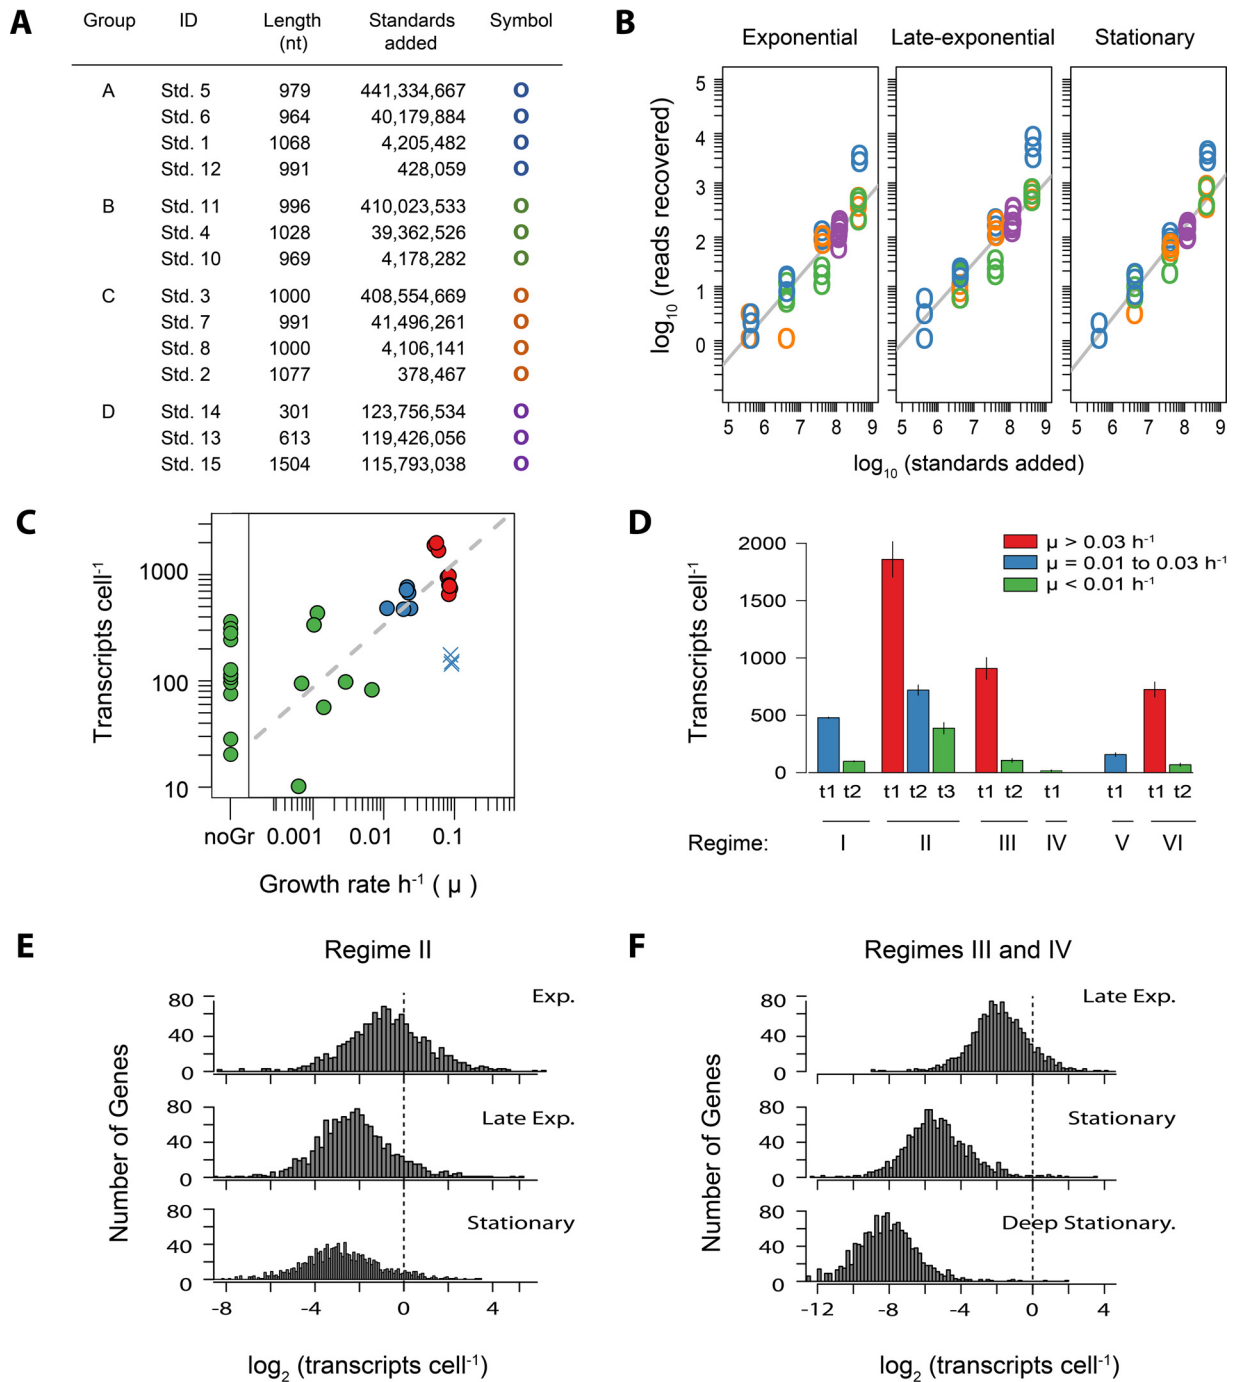 A
Group ID Length (nt) Standards added Symbol
A Std. 5 979 441,334,667 O
Std. 6 964 40,179,884 O
Std. 1 1068 4,205,482 O
Std. 12 991 428,059 O
B Std. 11 996 410,023,533 O
Std. 4 1028 39,362,526 O
Std. 10 969 4,178,282 O
C Std. 3 1000 408,554,669 O
Std. 7 991 41,496,261 O
Std. 8 1000 4,106,141 O
Std. 2 1077 378,467 O
D Std. 14 301 123,756,534 O
Std. 13 613 119,426,056 O
Std. 15 1504 115,793,038 O
B
Exponential Late-exponential Stationary
log10 (reads recovered)
5
4
3
2
1
0
5 6 7 8 9 5 6 7 8 9 5 6 7 8 9
log10 (standards added)
C
Transcripts cell-1
1000
100
10
noGr 0.001 0.01 0.1
Growth rate h-1 ( μ )
D
Transcripts cell-1
2000
1500
1000
500
0
μ > 0.03 h-1
μ = 0.01 to 0.03 h-1
μ < 0.01 h-1
t1 t2 t1 t2 t3 t1 t2 t1 t1 t1 t2
Regime: I II III IV V VI
E
Regime II
Number of Genes
80
40
0
Exp.
80
40
0
Late Exp.
80
40
0
Stationary
-8 -4 0 4
log2 (transcripts cell-1)
F
Regimes III and IV
Number of Genes
80
40
0
Late Exp.
80
40
0
Stationary
80
40
0
Deep Stationary.
-12 -8 -4 0 4
log2 (transcripts cell-1)